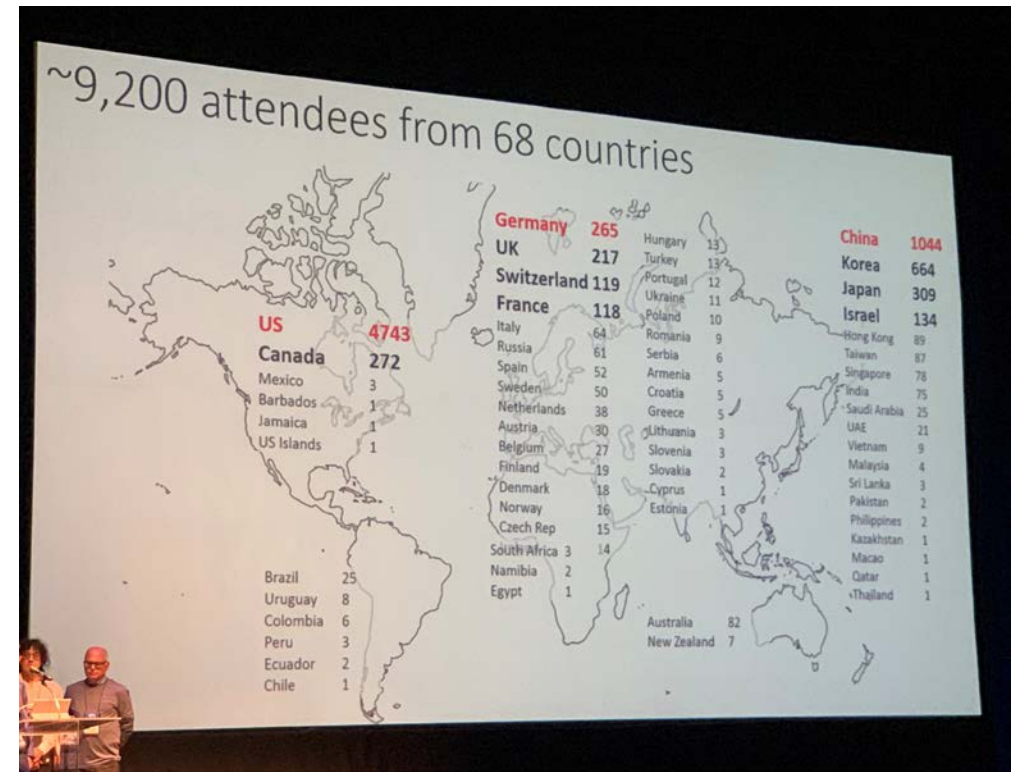 ~9,200 attendees from 68 countries
US 4743
Canada 272
Mexico 3
Barbados 1
Jamaica 1
US Islands 1
Brazil 25
Uruguay 8
Colombia 6
Peru 3
Ecuador 2
Chile 1
Germany 265
UK 217
Switzerland 119
France 118
Italy 64
Russia 61
Spain 52
Sweden 50
Netherlands 38
Austria 30
Belgium 27
Finland 19
Denmark 18
Norway 16
Czech Rep 15
14
South Africa 3
Namibia 2
Egypt 1
Hungary 13
Turkey 13
Portugal 12
Ukraine 11
Poland 10
Romania 9
Serbia 6
Armenia 5
Croatia 5
Greece 5
Lithuania 3
Slovenia 3
Slovakia 2
Cyprus 1
Estonia 1
Australia 82
New Zealand 7
China 1044
Korea 664
Japan 309
Israel 134
Hong Kong 89
Taiwan 87
Singapore 78
India 75
Saudi Arabia 25
UAE 21
Vietnam 9
Malaysia 4
Sri Lanka 3
Pakistan 2
Philippines 2
Kazakhstan 1
Macao 1
Qatar 1
Thailand 1